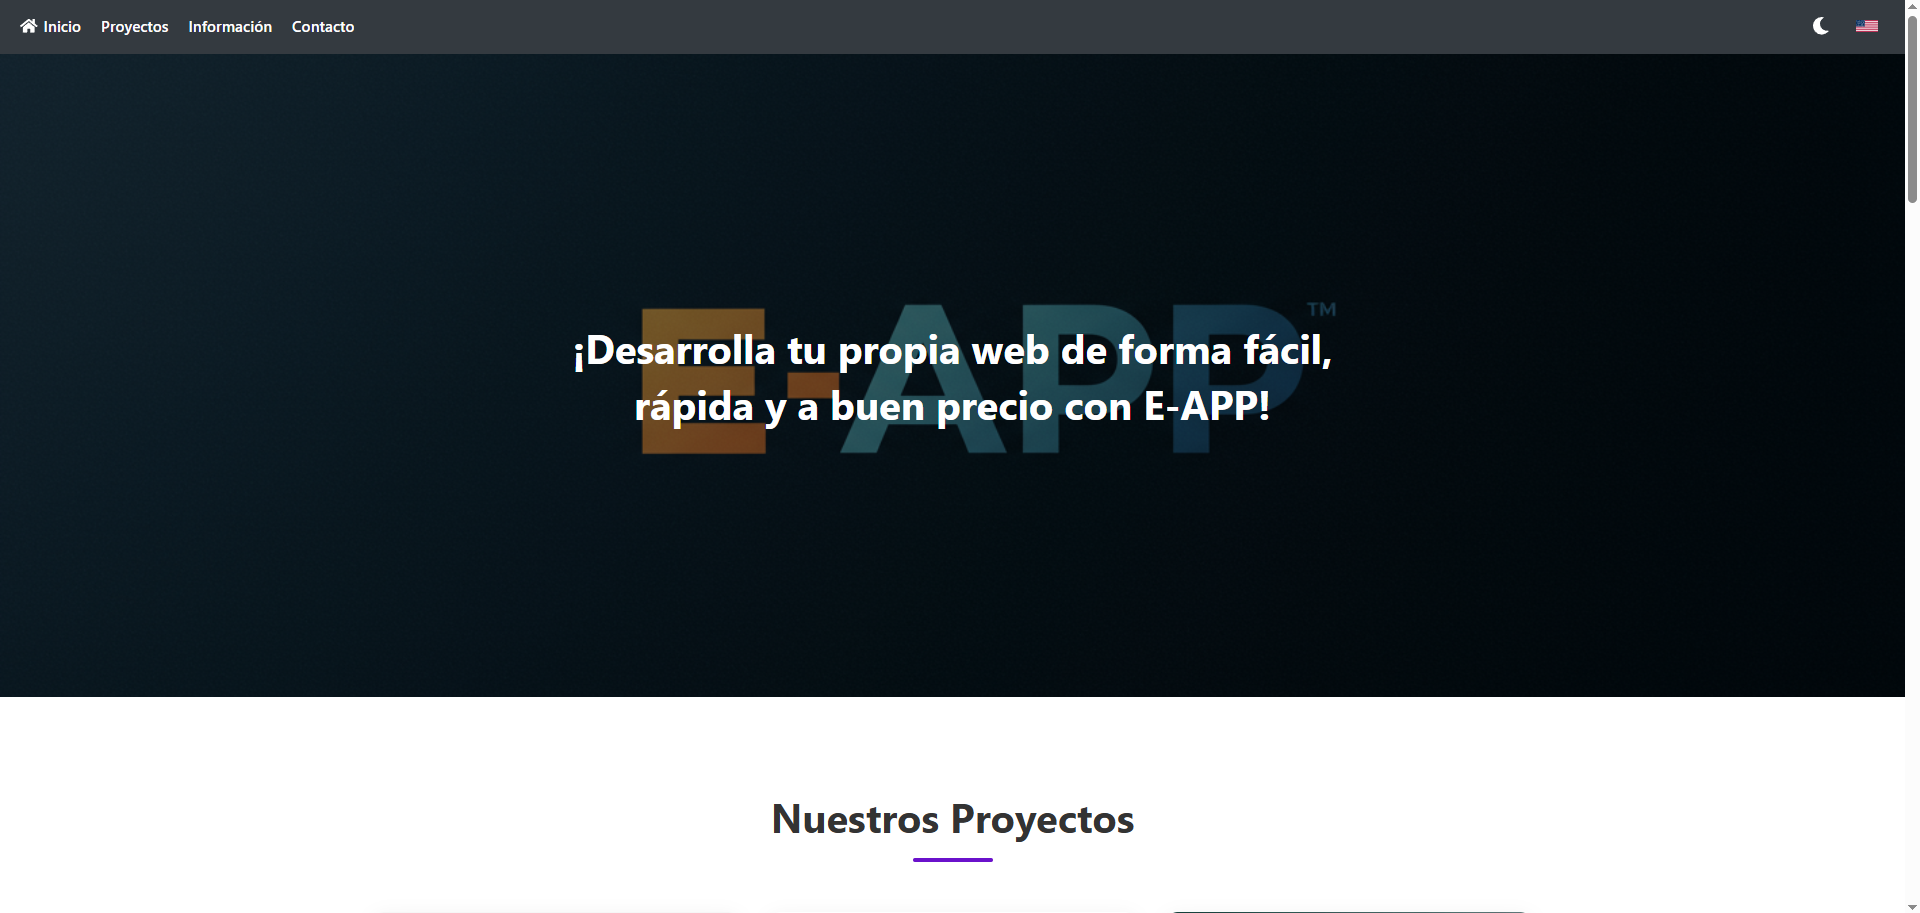 Inicio Proyectos Información Contacto
E-APP™
¡Desarrolla tu propia web de forma fácil,
rápida y a buen precio con E-APP!
Nuestros Proyectos